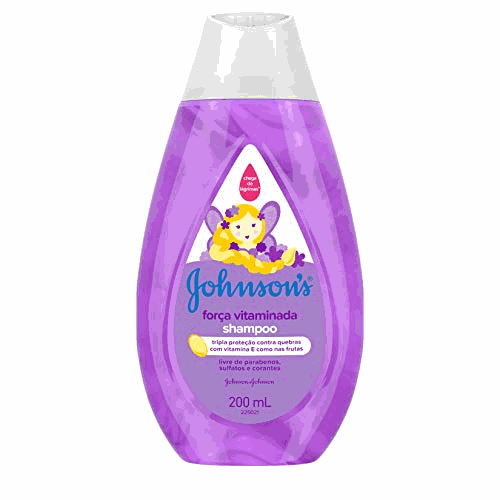 chega
de
lágrimas
Johnson's®
força vitaminada
shampoo
tripla proteção contra quebras
com vitamina E como nas frutas
livre de parabenos,
sulfatos e corantes
Johnson & Johnson
200 mL
225021